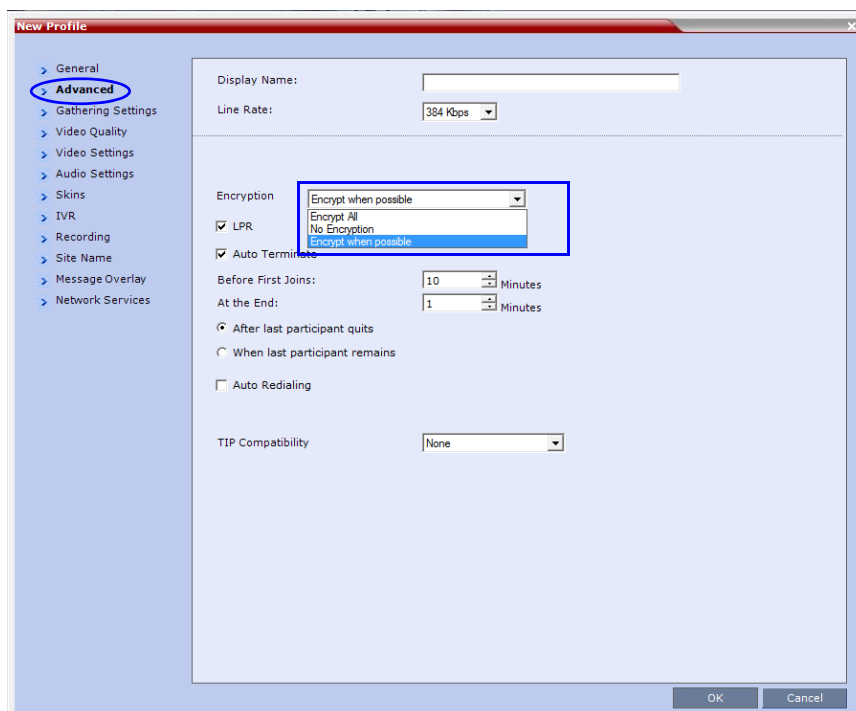 New Profile
General
Advanced
Gathering Settings
Video Quality
Video Settings
Audio Settings
Skins
IVR
Recording
Site Name
Message Overlay
Network Services
Display Name:
Line Rate: 384 Kbps
Encryption Encrypt when possible
Encrypt All
No Encryption
Encrypt when possible
LPR
Auto Terminate
Before First Joins: 10 Minutes
At the End: 1 Minutes
After last participant quits
When last participant remains
Auto Redialing
TIP Compatibility None
OK Cancel